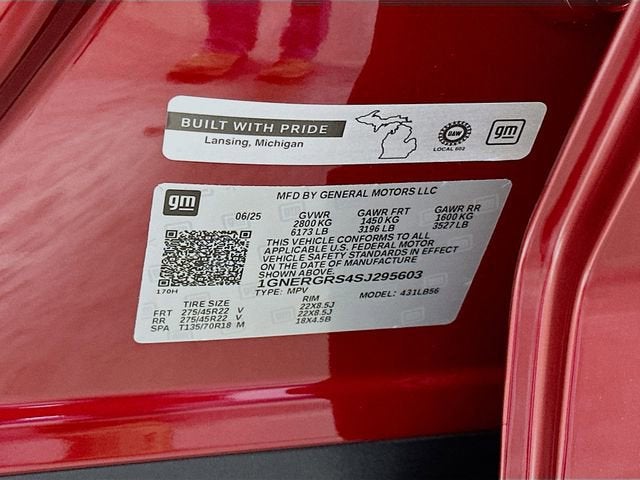 BUILT WITH PRIDE
Lansing, Michigan
UAW
LOCAL 602
gm
gm
MFD BY GENERAL MOTORS LLC
06/25 GVWR GAWR FRT GAWR RR
2800 KG 1450 KG 1600 KG
6173 LB 3196 LB 3527 LB
THIS VEHICLE CONFORMS TO ALL
APPLICABLE U.S. FEDERAL MOTOR
VEHICLE SAFETY STANDARDS IN EFFECT
ON THE DATE OF MANUFACTURE
SHOWN ABOVE.
1GNERGRS4SJ295603
170H TYPE: MPV MODEL: 431LB56
TIRE SIZE RIM
FRT 275/45R22 V 22X8.5J
RR 275/45R22 V 22X8.5J
SPA T135/70R18 M 18X4.5B